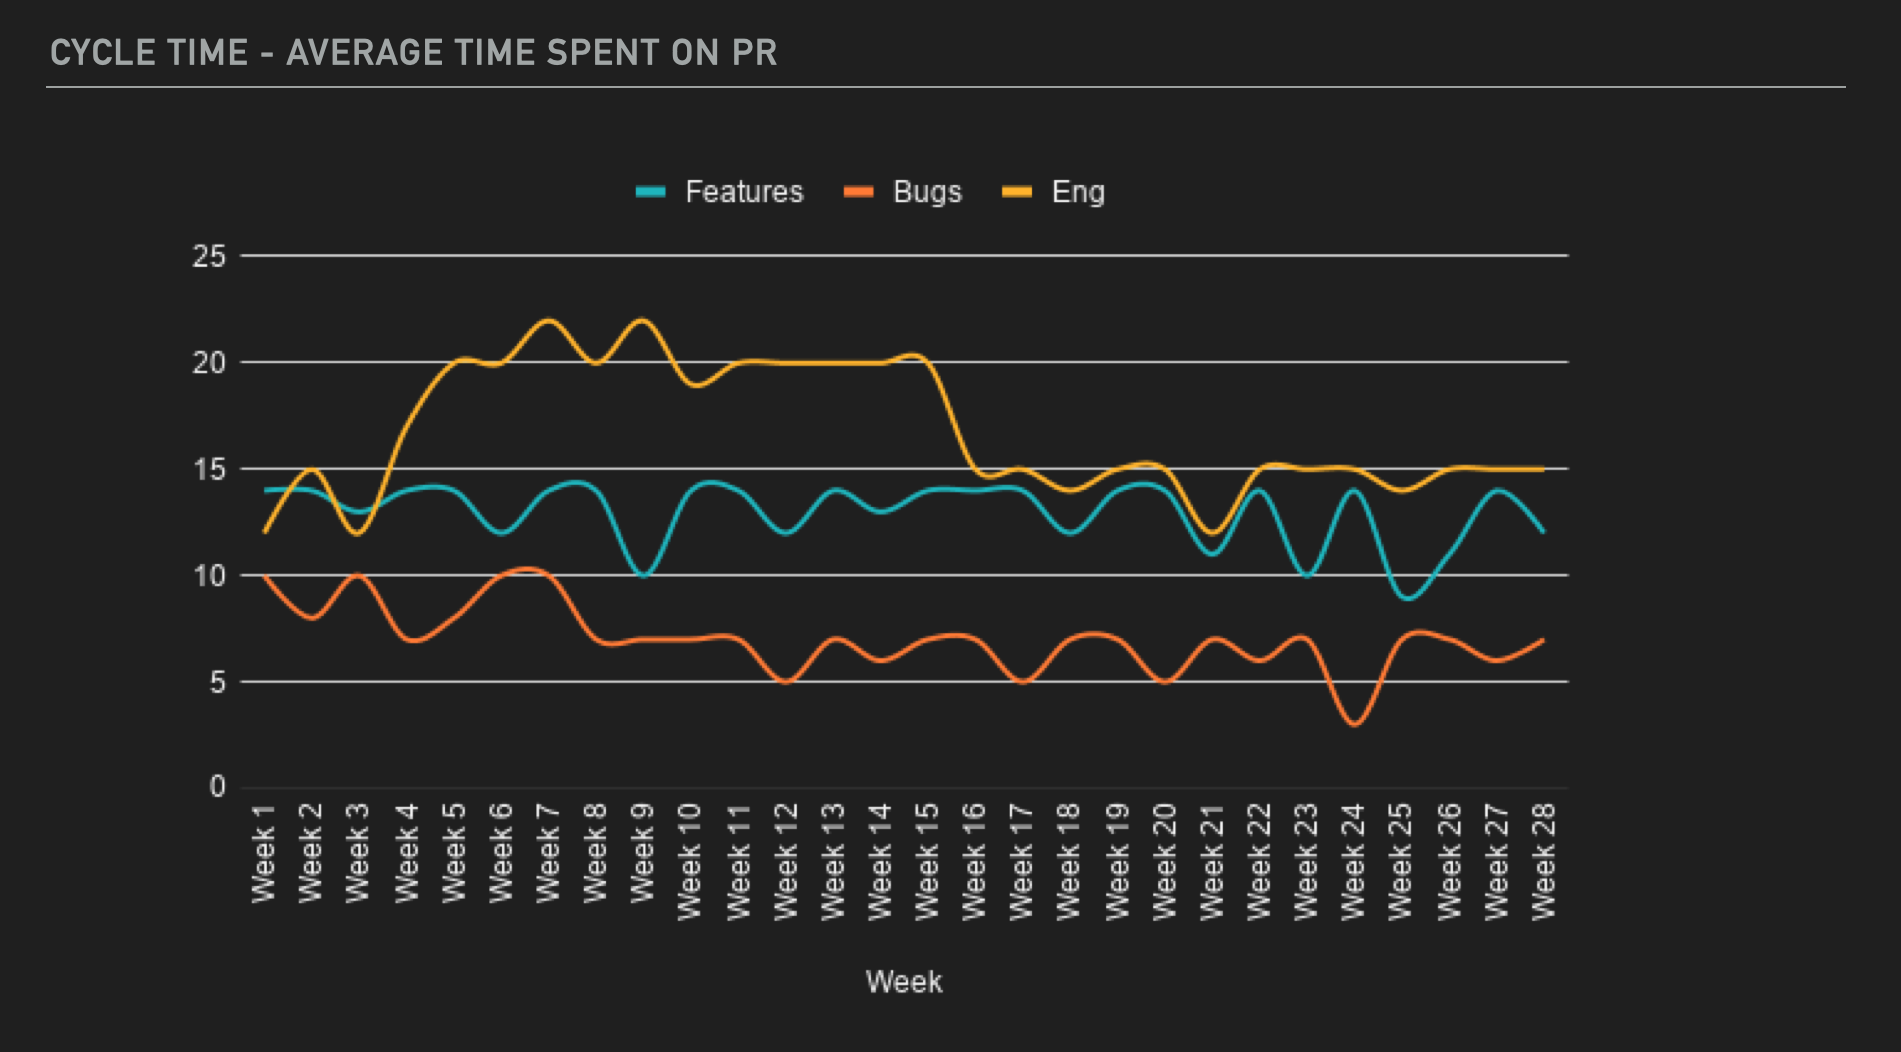 CYCLE TIME - AVERAGE TIME SPENT ON PR
Features Bugs Eng
25
20
15
10
5
0
Week 1
Week 2
Week 3
Week 4
Week 5
Week 6
Week 7
Week 8
Week 9
Week 10
Week 11
Week 12
Week 13
Week 14
Week 15
Week 16
Week 17
Week 18
Week 19
Week 20
Week 21
Week 22
Week 23
Week 24
Week 25
Week 26
Week 27
Week 28
Week